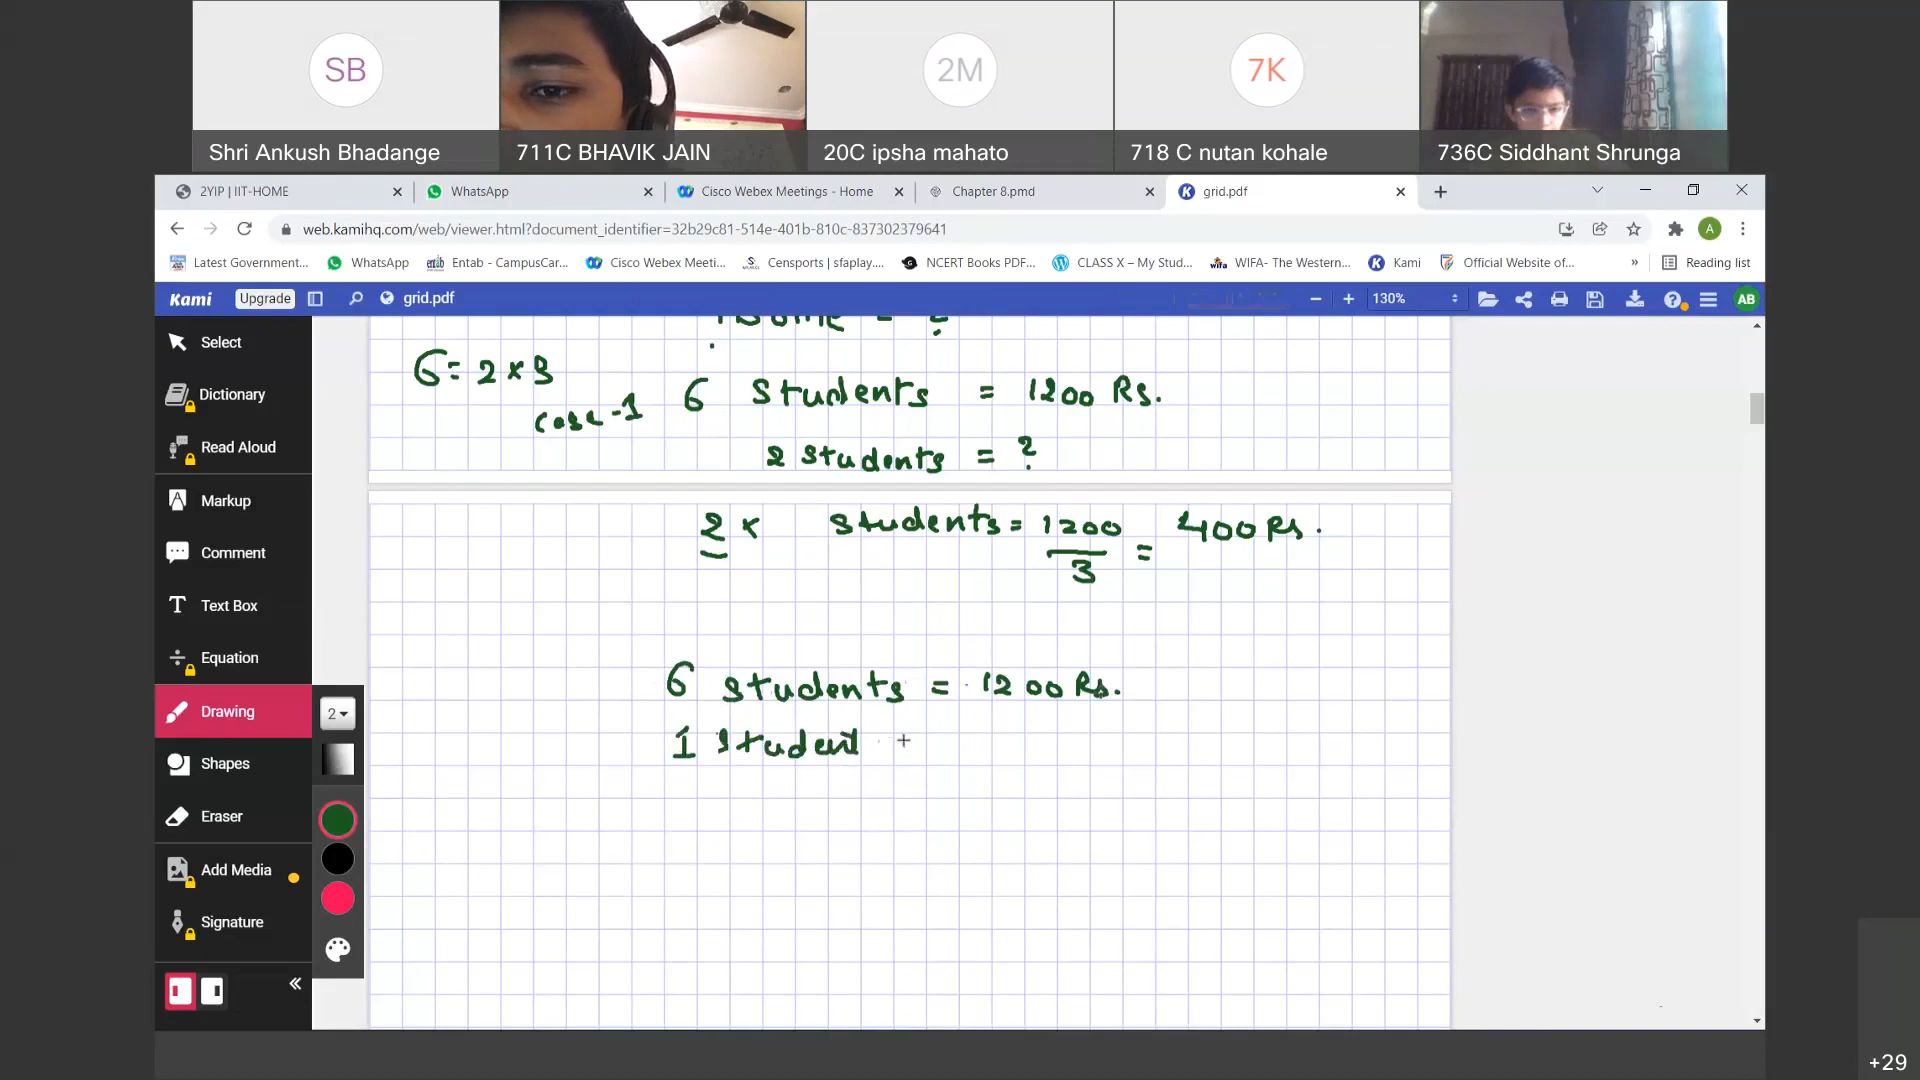 SB
2M
7K
Shri Ankush Bhadange
711C BHAVIK JAIN
20C ipsha mahato
718 C nutan kohale
736C Siddhant Shrunga
2YIP | IIT-HOME
WhatsApp
Cisco Webex Meetings - Home
Chapter 8.pmd
grid.pdf
web.kamihq.com/web/viewer.html?document_identifier=32b29c81-514e-401b-810c-837302379641
A
Latest Government...
WhatsApp
Entab - CampusCar...
Cisco Webex Meeti...
Censports | sfaplay....
NCERT Books PDF...
CLASS X – My Stud...
WIFA- The Western...
Kami
Official Website of...
»
Reading list
Kami
Upgrade
grid.pdf
130%
AB
Select
Dictionary
Read Aloud
Markup
Comment
Text Box
Equation
Drawing
2
Shapes
Eraser
Add Media
Signature
= ?
6 = 2 × 3
case-1 6 students = 1200 Rs.
2 students = ?
2 × students = 1200/3 = 400 Rs.
6 students = 1200 Rs.
1 student
+29